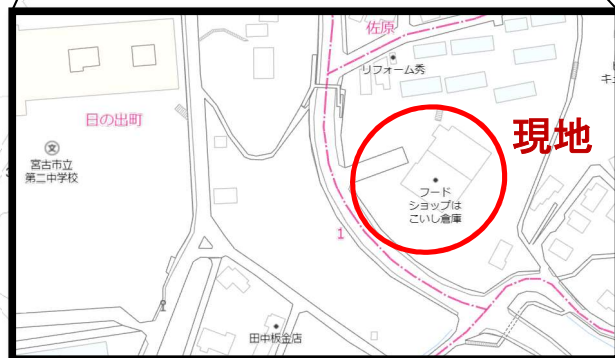 佐原
リフォーム秀
日の出町
現地
宮古市立
第二中学校
フード
ショップは
こいし倉庫
1
田中板金店